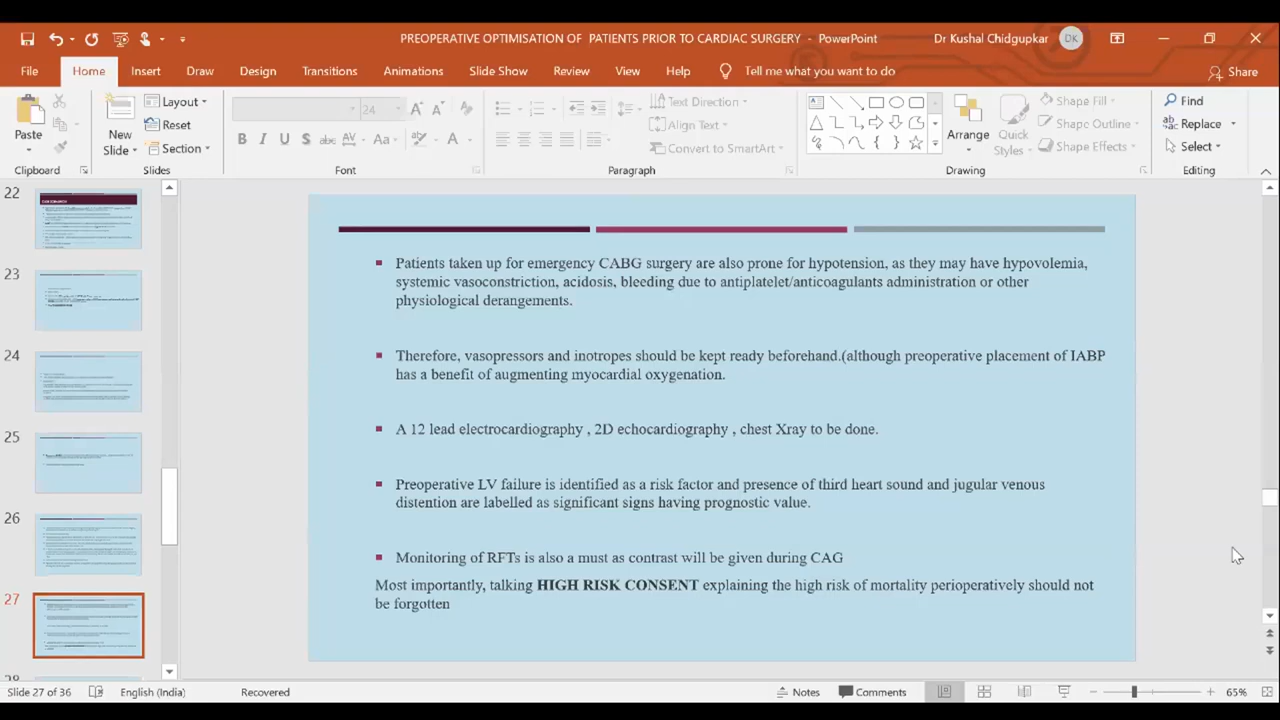 PREOPERATIVE OPTIMISATION OF PATIENTS PRIOR TO CARDIAC SURGERY - PowerPoint
Dr Kushal Chidgupkar
DK
File
Home
Insert
Draw
Design
Transitions
Animations
Slide Show
Review
View
Help
Tell me what you want to do
Share
Paste
Clipboard
New
Slide
Layout
Reset
Section
Slides
24
B I U S abc AV Aa A
Font
Text Direction
Align Text
Convert to SmartArt
Paragraph
Arrange
Quick
Styles
Shape Fill
Shape Outline
Shape Effects
Drawing
Find
Replace
Select
Editing
22
23
24
25
26
27
28
Patients taken up for emergency CABG surgery are also prone for hypotension, as they may have hypovolemia,
systemic vasoconstriction, acidosis, bleeding due to antiplatelet/anticoagulants administration or other
physiological derangements.
Therefore, vasopressors and inotropes should be kept ready beforehand.(although preoperative placement of IABP
has a benefit of augmenting myocardial oxygenation.
A 12 lead electrocardiography , 2D echocardiography , chest Xray to be done.
Preoperative LV failure is identified as a risk factor and presence of third heart sound and jugular venous
distention are labelled as significant signs having prognostic value.
Monitoring of RFTs is also a must as contrast will be given during CAG
Most importantly, talking HIGH RISK CONSENT explaining the high risk of mortality perioperatively should not
be forgotten
Slide 27 of 36
English (India)
Recovered
Notes
Comments
65%